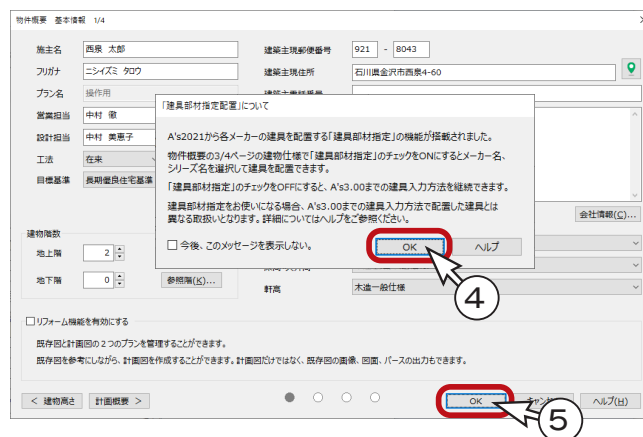 物件概要 基本情報 1/4
施主名 西泉 太郎 建築主現郵便番号 921 - 8043
フリガナ ニシイズミ タロウ 建築主現住所 石川県金沢市西泉4-60
プラン名 操作用
営業担当 中村 徹
設計担当 中村 美恵子
工法 在来
目標基準 長期優良住宅基準
「建具部材指定配置」について
A's2021から各メーカーの建具を配置する「建具部材指定」の機能が搭載されました。
物件概要の3/4ページの建物仕様で「建具部材指定」のチェックをONにするとメーカー名、
シリーズ名を選択して建具を配置できます。
「建具部材指定」のチェックをOFFにすると、A's3.00までの建具入力方法を継続できます。
建具部材指定をお使いになる場合、A's3.00までの建具入力方法で配置した建具とは
異なる取扱いとなります。詳細についてはヘルプをご参照ください。
今後、このメッセージを表示しない。 OK ヘルプ
④
会社情報(C)...
建物階数
地上階 2
地下階 0 参照階(K)...
軒高 木造一般仕様
リフォーム機能を有効にする
既存図と計画図の2つのプランを管理することができます。
既存図を参考にしながら、計画図を作成することができます。計画図だけではなく、既存図の画像、図面、パースの出力もできます。
< 建物高さ 計画概要 > OK ヘルプ(H)
⑤